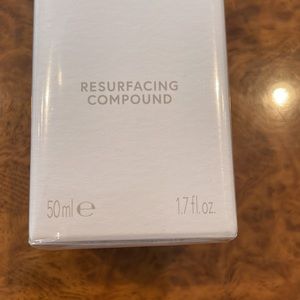 RESURFACING
COMPOUND
50ml ℮ 1.7 fl.oz.